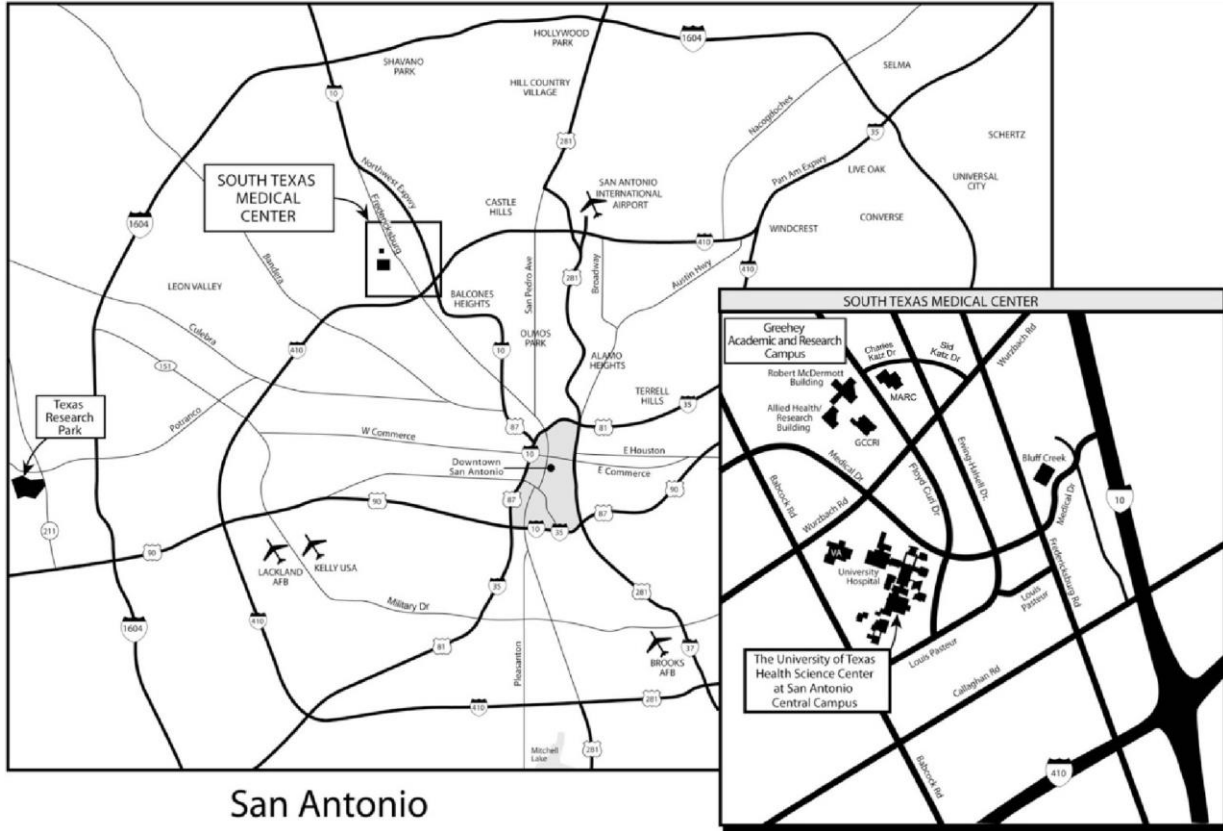 HOLLYWOOD
PARK
1604
SHAVANO
PARK
SELMA
10
HILL COUNTRY
VILLAGE
Nacogdoches
35
SCHERTZ
281
Pan Am Expwy
LIVE OAK
UNIVERSAL
CITY
Northwest Expwy
SOUTH TEXAS
MEDICAL
CENTER
SAN ANTONIO
INTERNATIONAL
AIRPORT
Fredericksburg
CASTLE
HILLS
CONVERSE
1604
WINDCREST
410
410
Bandera
San Pedro Ave
281
Broadway
Austin Hwy
LEON VALLEY
BALCONES
HEIGHTS
Culebra
410
10
OLMOS
PARK
ALAMO
HEIGHTS
151
TERRELL
HILLS
35
Texas
Research
Park
Potranco
87
81
W Commerce
10
E Houston
Downtown
San Antonio
E Commerce
90
90
87
87
10
35
211
90
LACKLAND
AFB
KELLY USA
35
281
Military Dr
410
1604
81
Pleasanton
37
BROOKS
AFB
410
281
Mitchell
Lake
281
San Antonio
SOUTH TEXAS MEDICAL CENTER
Greehey
Academic and Research
Campus
Charles
Katz Dr
Sid
Katz Dr
Wurzbach Rd
Robert McDermott
Building
MARC
Allied Health/
Research
Building
GCCRI
Medical Dr
Floyd Curl Dr
Ewing-Halsell Dr.
Bluff Creek
Medical Dr
10
Babcock Rd
Wurzbach Rd
VA
University
Hospital
Fredericksburg Rd
Louis
Pasteur
Louis Pasteur
The University of Texas
Health Science Center
at San Antonio
Central Campus
Callaghan Rd
410
Babcock Rd